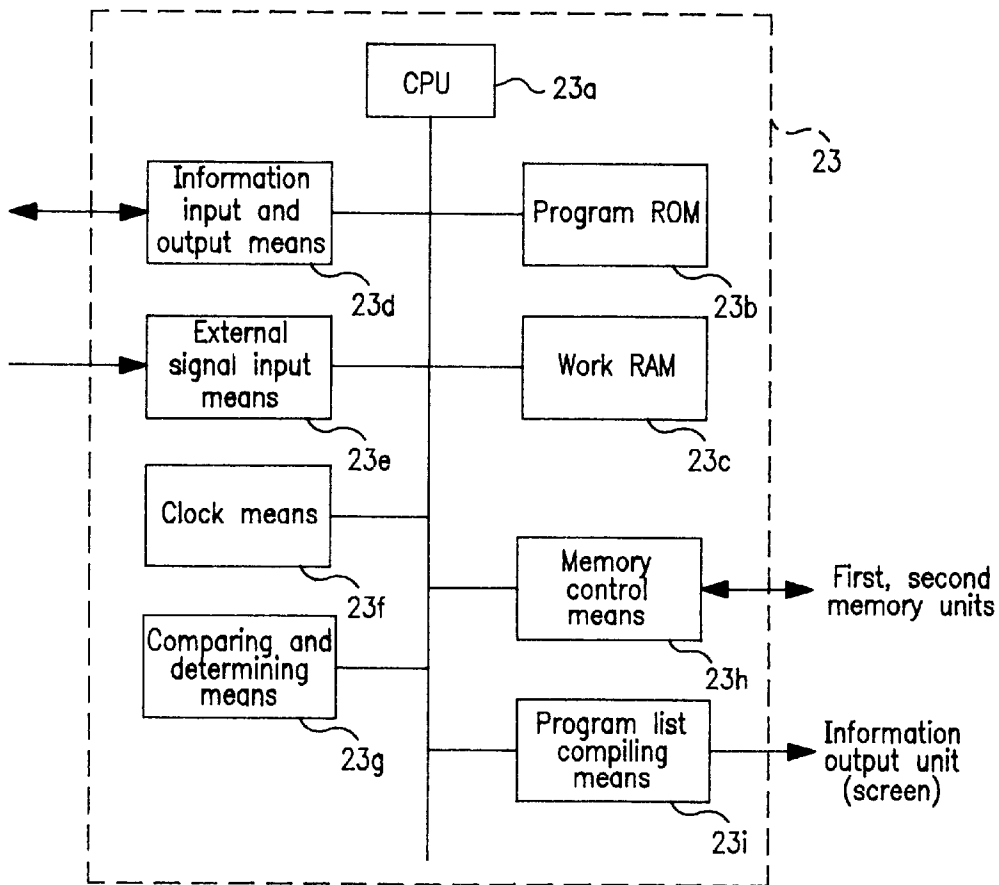 CPU
23a
23
Information
input and
output means
23d
Program ROM
23b
External
signal input
means
23e
Work RAM
23c
Clock means
23f
Memory
control
means
23h
First, second
memory units
Comparing and
determining
means
23g
Program list
compiling
means
23i
Information
output unit
(screen)